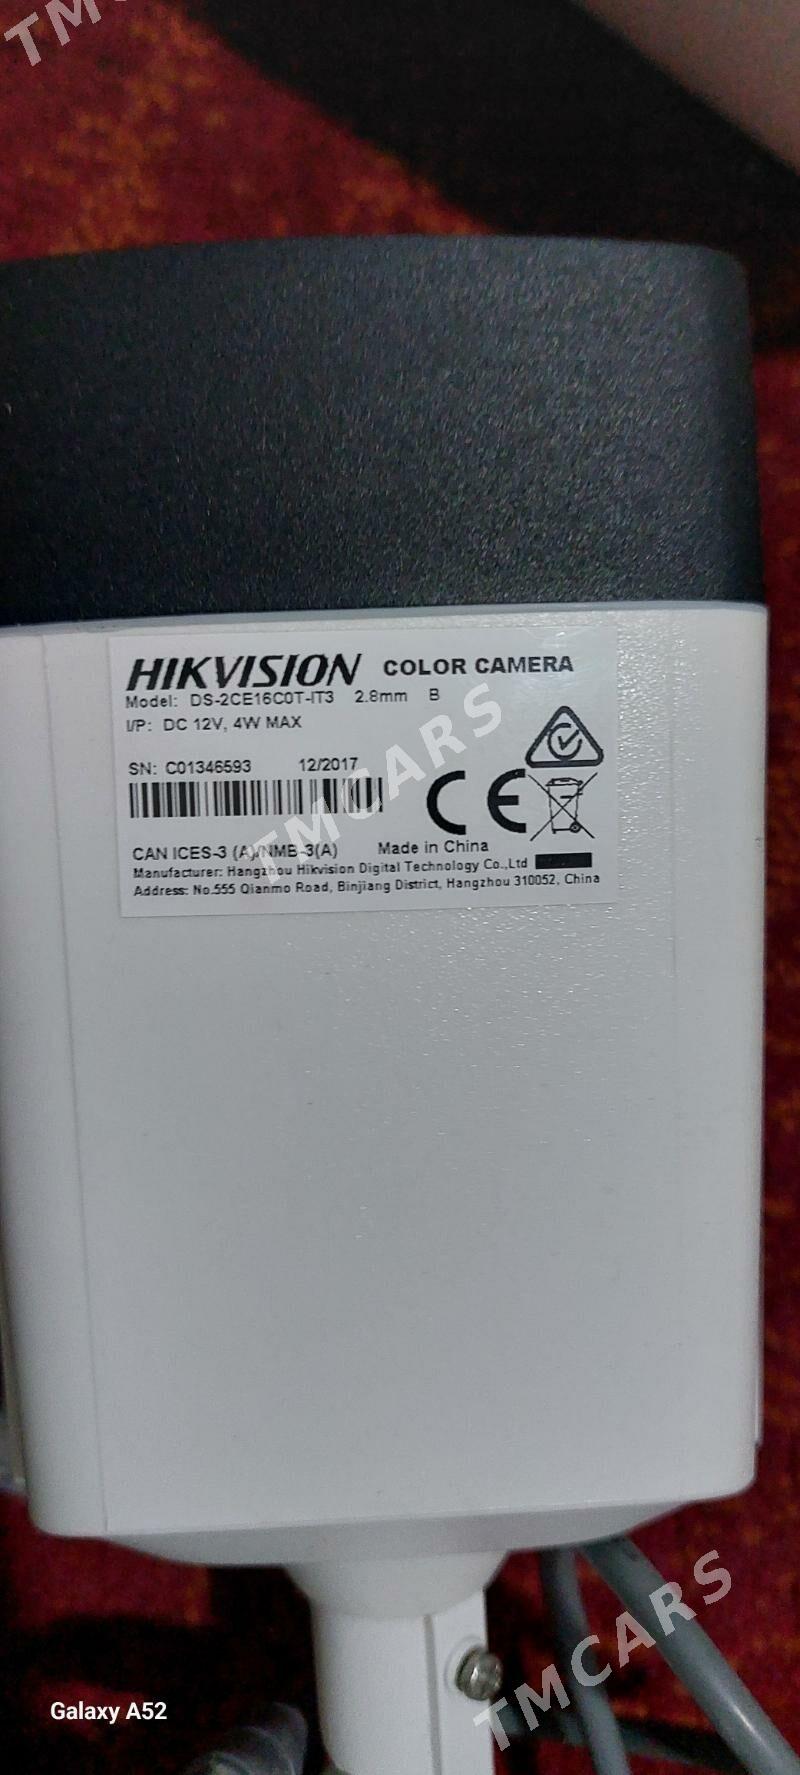 TMC
HIKVISION COLOR CAMERA
Model: DS-2CE16C0T-IT3 2.8mm B
I/P: DC 12V, 4W MAX
SN: C01346593 12/2017
CE
CAN ICES-3 (A)/NMB-3(A) Made in China
Manufacturer: Hangzhou Hikvision Digital Technology Co.,Ltd
Address: No.555 Qianmo Road, Binjiang District, Hangzhou 310052, China
TMCARS
TMCARS
Galaxy A52